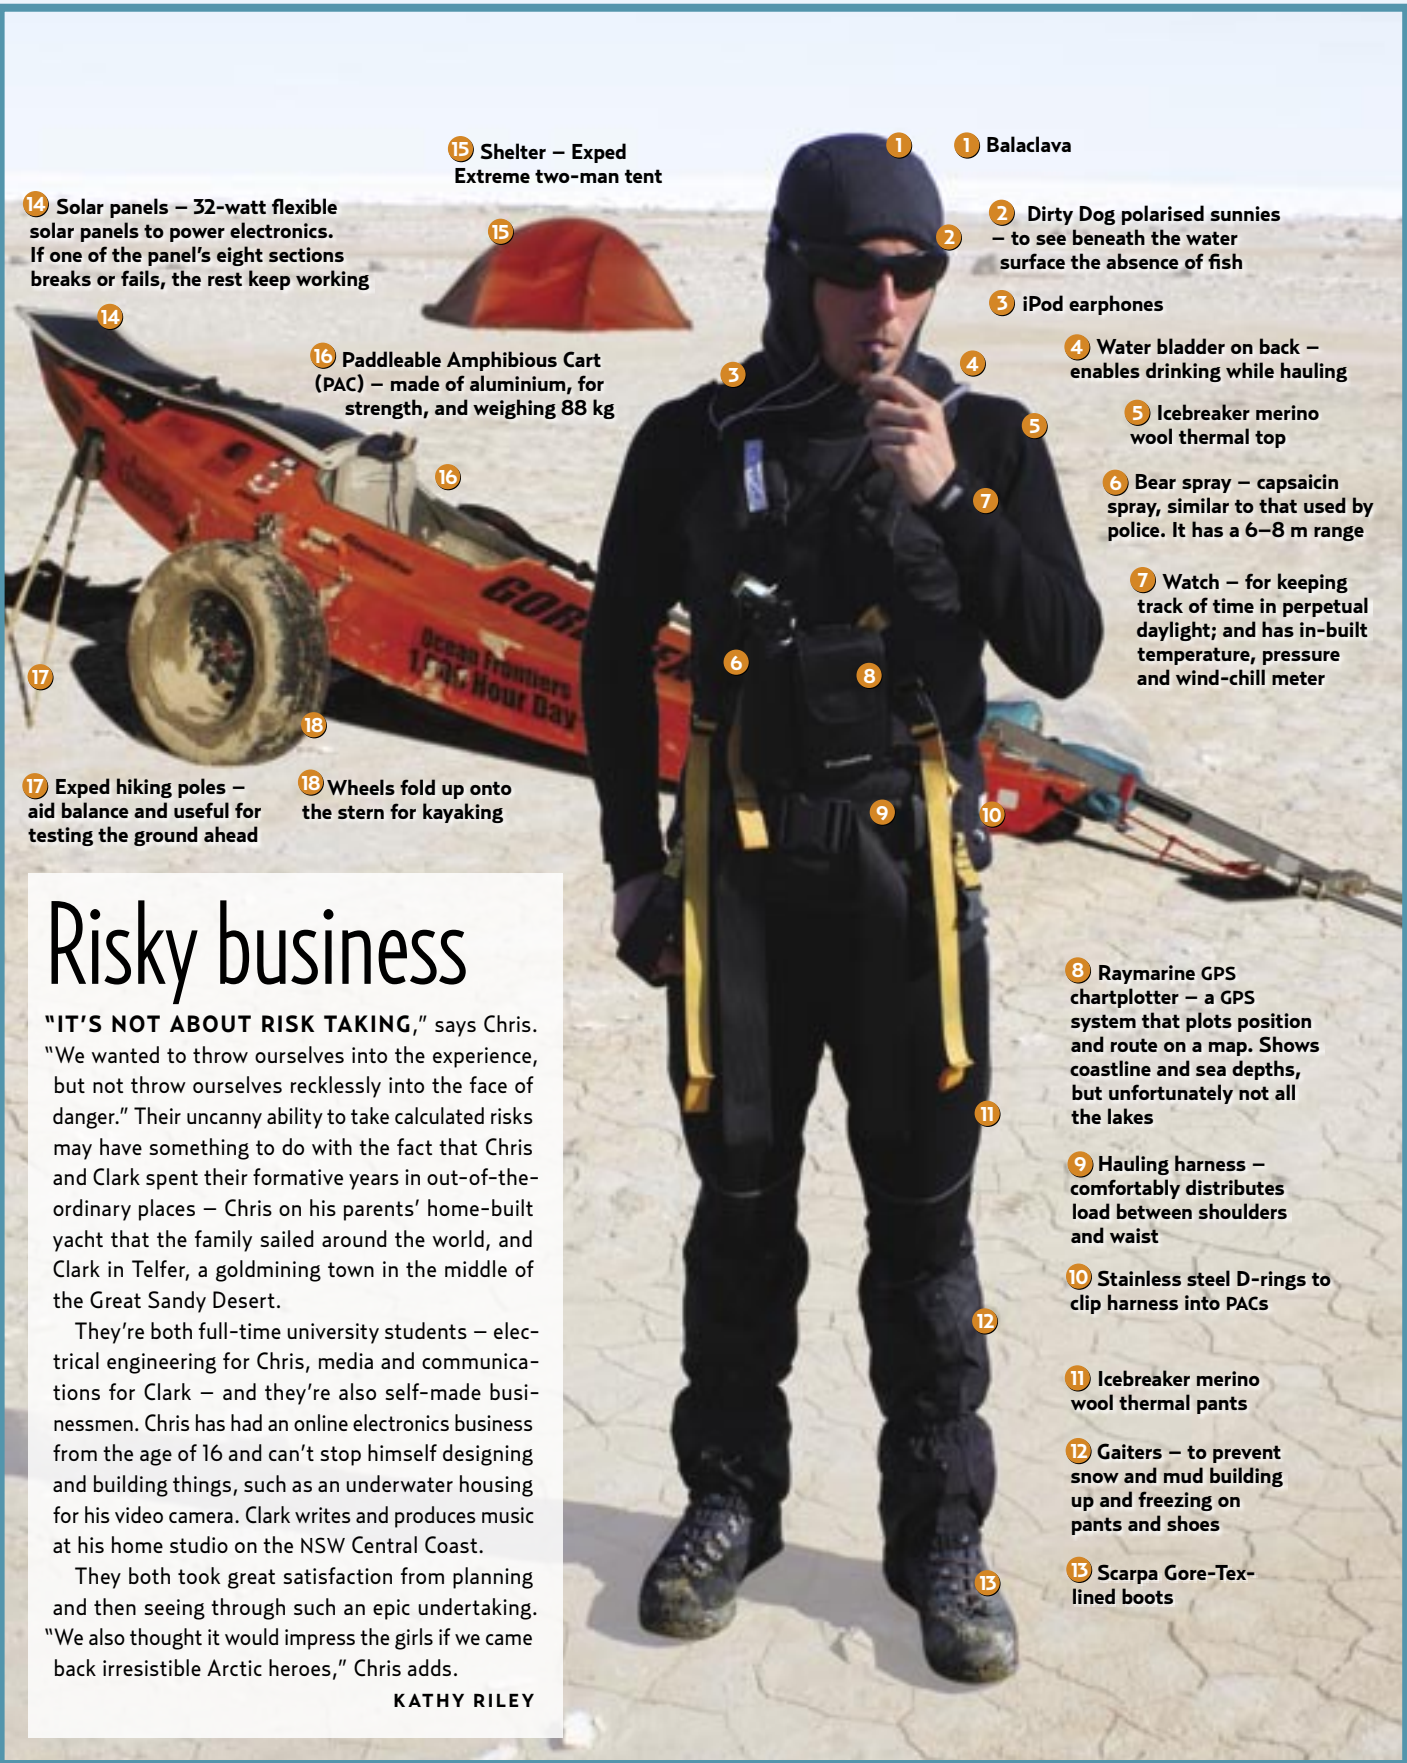 15 Shelter – Exped
Extreme two-man tent
14 Solar panels – 32-watt flexible
solar panels to power electronics.
If one of the panel's eight sections
breaks or fails, the rest keep working
16 Paddleable Amphibious Cart
(PAC) – made of aluminium, for
strength, and weighing 88 kg
17 Exped hiking poles –
aid balance and useful for
testing the ground ahead
18 Wheels fold up onto
the stern for kayaking
1 Balaclava
2 Dirty Dog polarised sunnies
– to see beneath the water
surface the absence of fish
3 iPod earphones
4 Water bladder on back –
enables drinking while hauling
5 Icebreaker merino
wool thermal top
6 Bear spray – capsaicin
spray, similar to that used by
police. It has a 6–8 m range
7 Watch – for keeping
track of time in perpetual
daylight; and has in-built
temperature, pressure
and wind-chill meter
8 Raymarine GPS
chartplotter – a GPS
system that plots position
and route on a map. Shows
coastline and sea depths,
but unfortunately not all
the lakes
9 Hauling harness –
comfortably distributes
load between shoulders
and waist
10 Stainless steel D-rings to
clip harness into PACs
11 Icebreaker merino
wool thermal pants
12 Gaiters – to prevent
snow and mud building
up and freezing on
pants and shoes
13 Scarpa Gore-Tex-
lined boots
1
2
3
4
5
6
7
8
9
10
11
12
13
14
15
16
17
18
Ocean Frontiers
Hour Day
Risky business
"IT'S NOT ABOUT RISK TAKING," says Chris.
"We wanted to throw ourselves into the experience,
but not throw ourselves recklessly into the face of
danger." Their uncanny ability to take calculated risks
may have something to do with the fact that Chris
and Clark spent their formative years in out-of-the-
ordinary places – Chris on his parents' home-built
yacht that the family sailed around the world, and
Clark in Telfer, a goldmining town in the middle of
the Great Sandy Desert.
They're both full-time university students – elec-
trical engineering for Chris, media and communica-
tions for Clark – and they're also self-made busi-
nessmen. Chris has had an online electronics business
from the age of 16 and can't stop himself designing
and building things, such as an underwater housing
for his video camera. Clark writes and produces music
at his home studio on the NSW Central Coast.
They both took great satisfaction from planning
and then seeing through such an epic undertaking.
"We also thought it would impress the girls if we came
back irresistible Arctic heroes," Chris adds.
KATHY RILEY